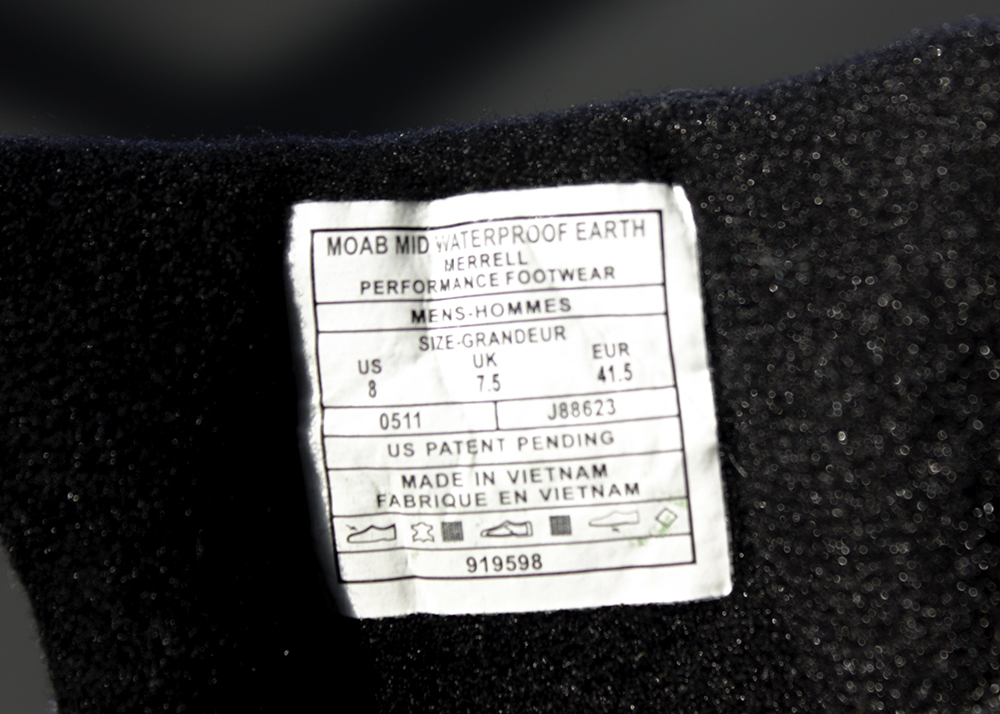 MOAB MID WATERPROOF EARTH
MERRELL
PERFORMANCE FOOTWEAR
MENS-HOMMES
SIZE-GRANDEUR
US UK EUR
8 7.5 41.5
0511 J88623
US PATENT PENDING
MADE IN VIETNAM
FABRIQUE EN VIETNAM
919598